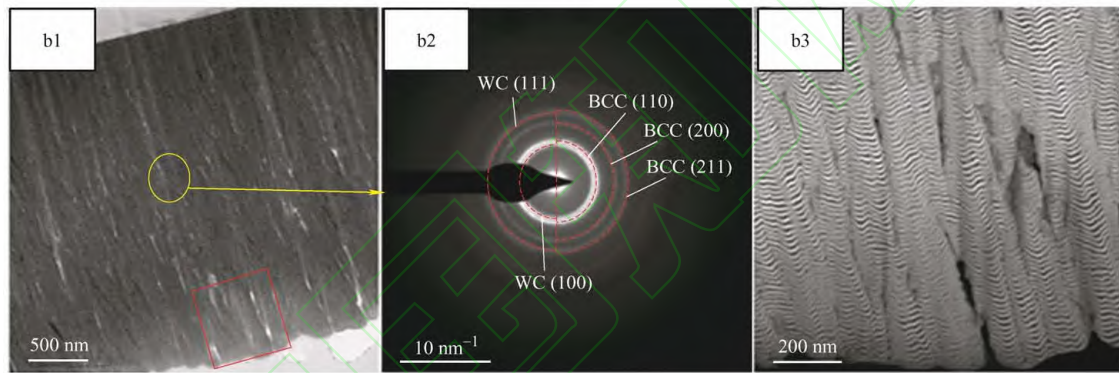 b1
500 nm
b2
WC (111)
BCC (110)
BCC (200)
BCC (211)
WC (100)
10 nm⁻¹
b3
200 nm